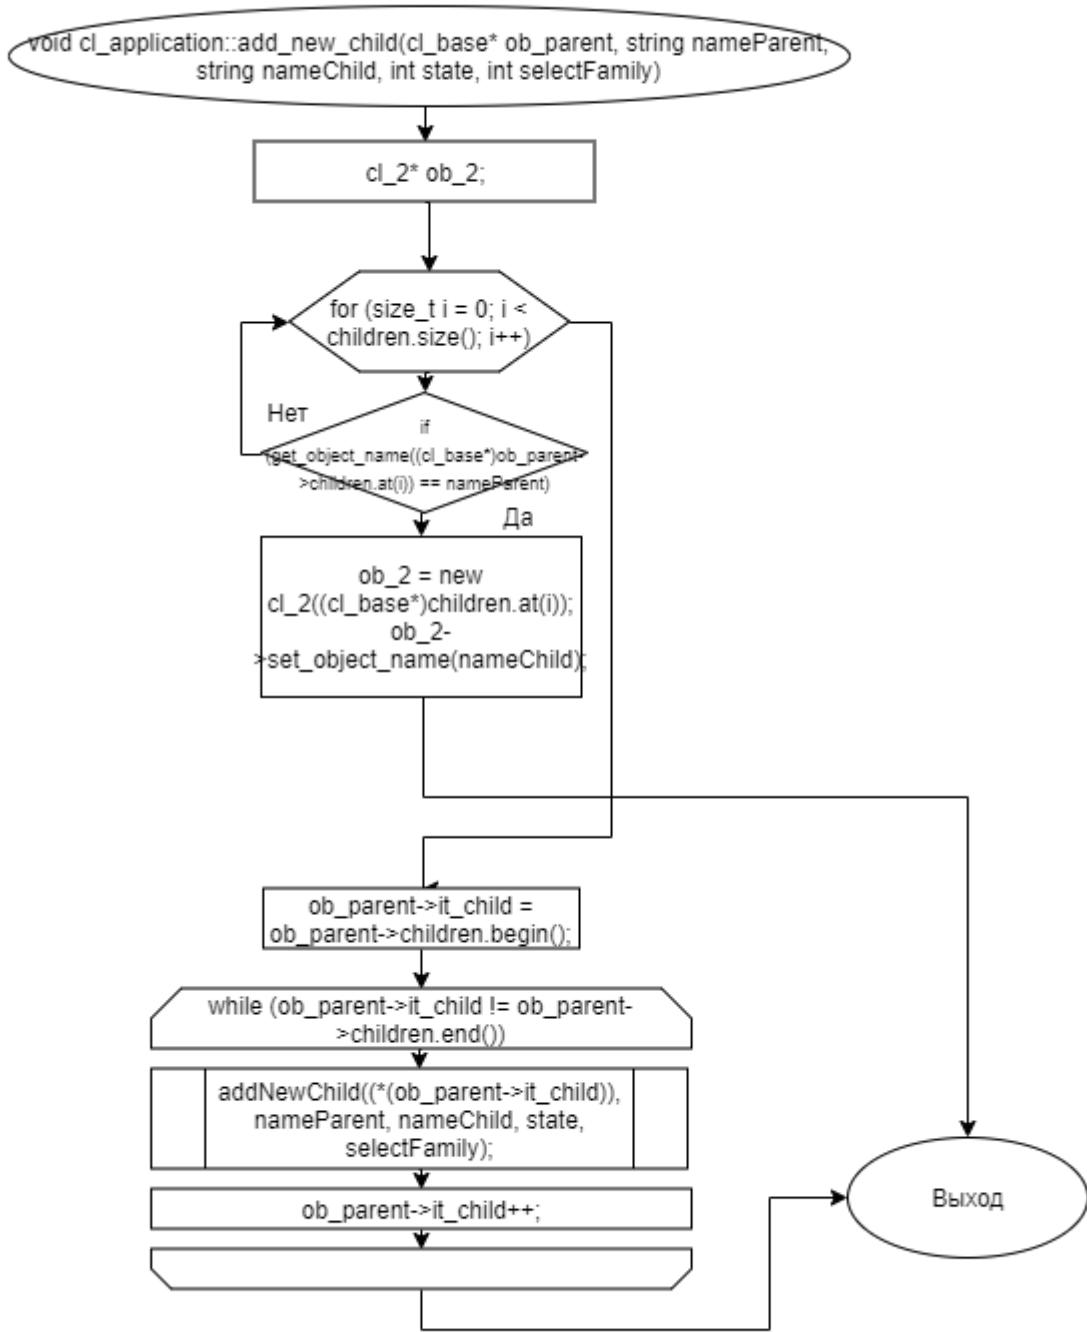 void cl_application::add_new_child(cl_base* ob_parent, string nameParent,
string nameChild, int state, int selectFamily)
cl_2* ob_2;
for (size_t i = 0; i <
children.size(); i++)
Нет
if
(get_object_name((cl_base*)ob_parent-
>children.at(i)) == nameParent)
Да
ob_2 = new
cl_2((cl_base*)children.at(i));
ob_2-
>set_object_name(nameChild);
ob_parent->it_child =
ob_parent->children.begin();
while (ob_parent->it_child != ob_parent-
>children.end())
addNewChild((*(ob_parent->it_child)),
nameParent, nameChild, state,
selectFamily);
ob_parent->it_child++;
Выход